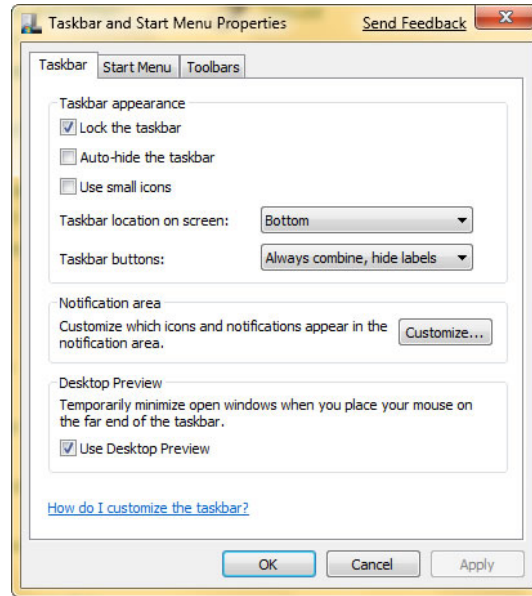 Taskbar and Start Menu Properties
Send Feedback
Taskbar
Start Menu
Toolbars
Taskbar appearance
Lock the taskbar
Auto-hide the taskbar
Use small icons
Taskbar location on screen:
Bottom
Taskbar buttons:
Always combine, hide labels
Notification area
Customize which icons and notifications appear in the
notification area.
Customize...
Desktop Preview
Temporarily minimize open windows when you place your mouse on
the far end of the taskbar.
Use Desktop Preview
How do I customize the taskbar?
OK
Cancel
Apply